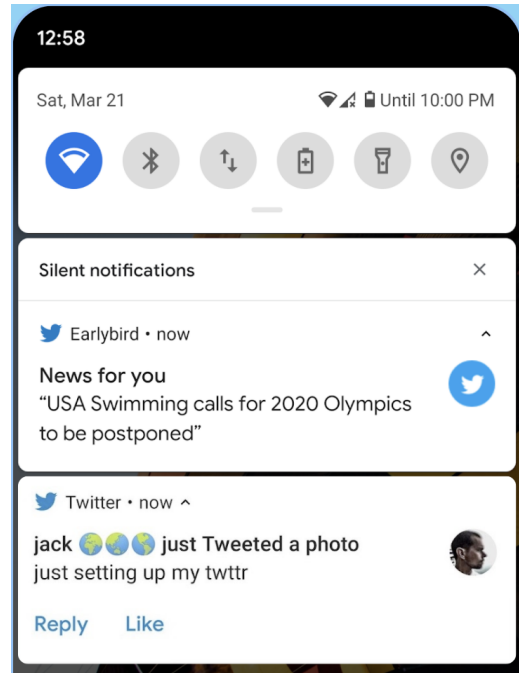 12:58
Sat, Mar 21 Until 10:00 PM
Silent notifications
Earlybird • now
News for you
“USA Swimming calls for 2020 Olympics
to be postponed”
Twitter • now
jack 🌍🌏🌎 just Tweeted a photo
just setting up my twttr
Reply Like